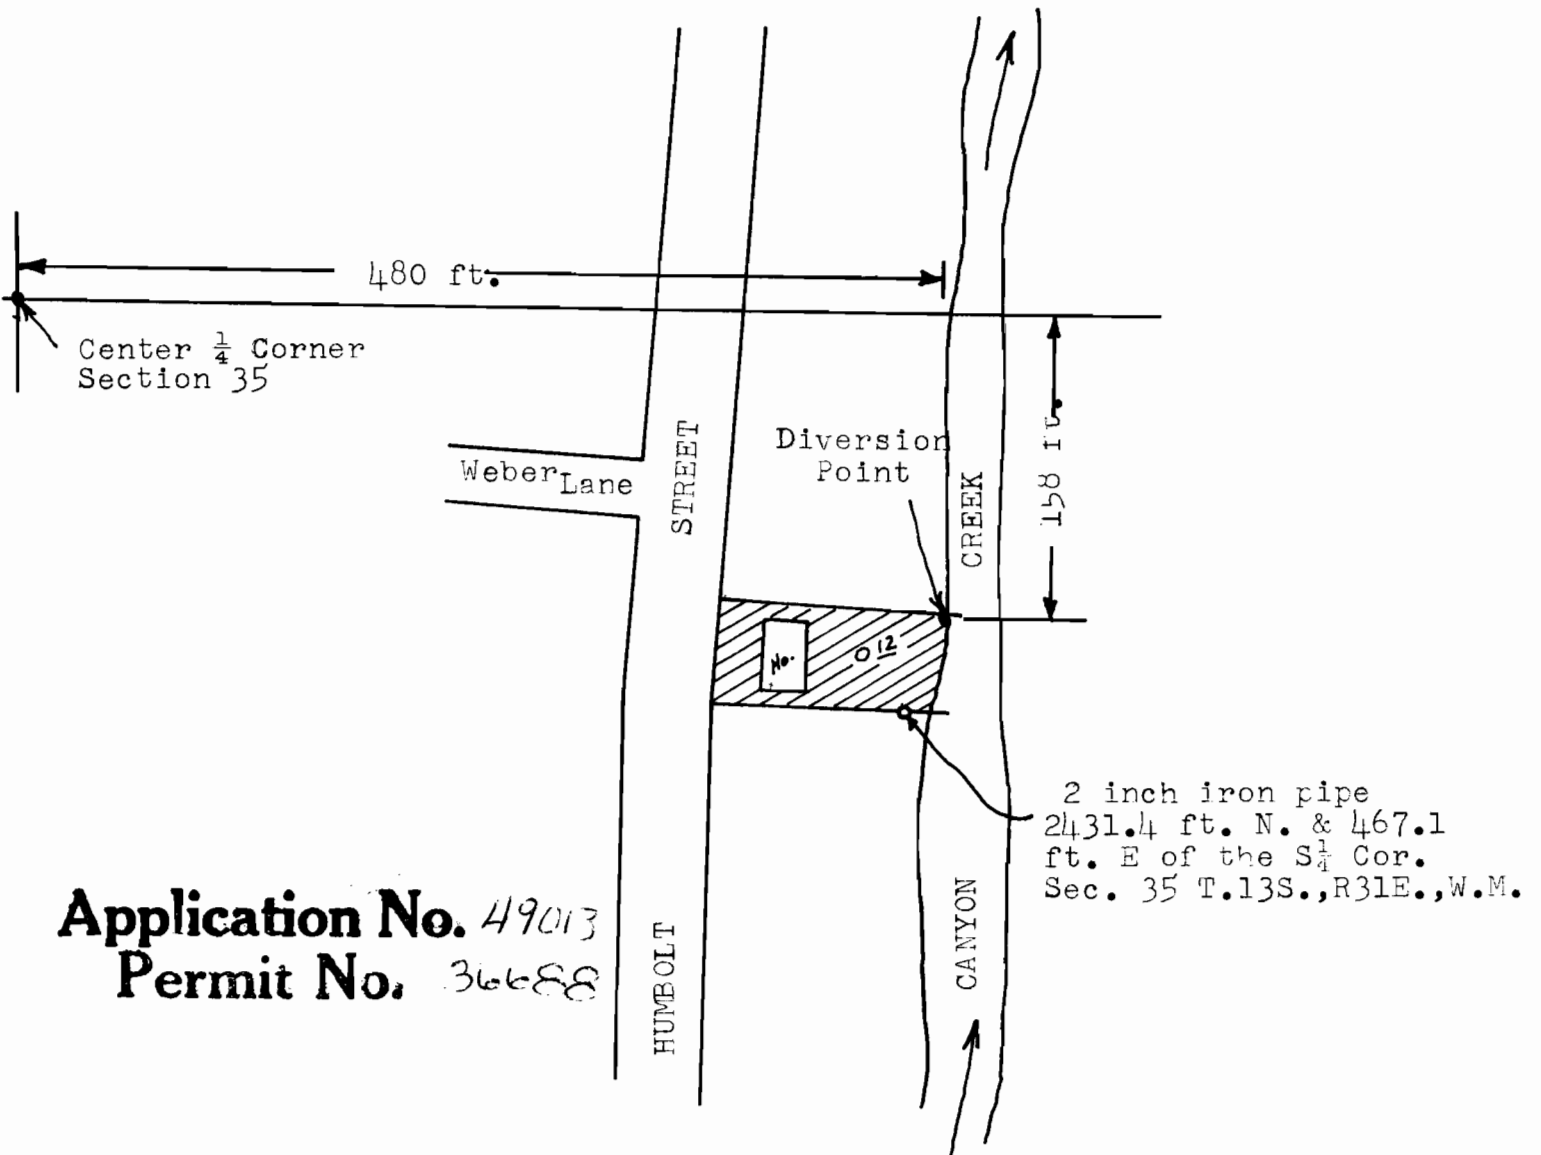 480 ft.
Center ¼ Corner
Section 35
Weber Lane
STREET
Diversion
Point
CREEK
158 ft.
No.
0 12
2 inch iron pipe
2431.4 ft. N. & 467.1
ft. E of the S¼ Cor.
Sec. 35 T.13S.,R31E.,W.M.
CANYON
HUMBOLT
Application No. 49013
Permit No. 36688